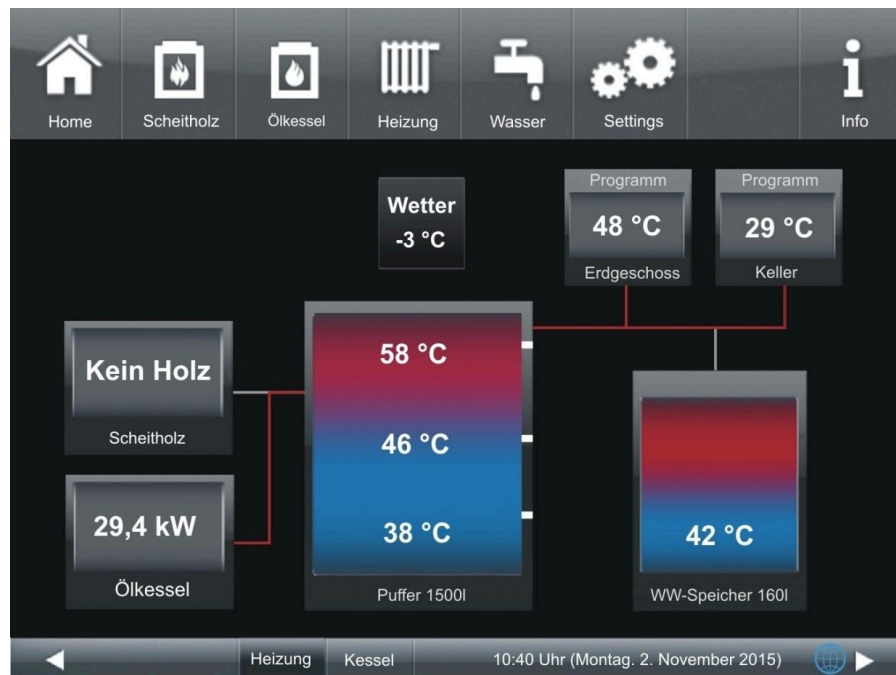 Home Scheitholz Ölkessel Heizung Wasser Settings Info
Wetter
-3 °C
Programm
48 °C
Erdgeschoss
Programm
29 °C
Keller
Kein Holz
Scheitholz
29,4 kW
Ölkessel
58 °C
46 °C
38 °C
Puffer 1500l
42 °C
WW-Speicher 160l
Heizung Kessel 10:40 Uhr (Montag. 2. November 2015)